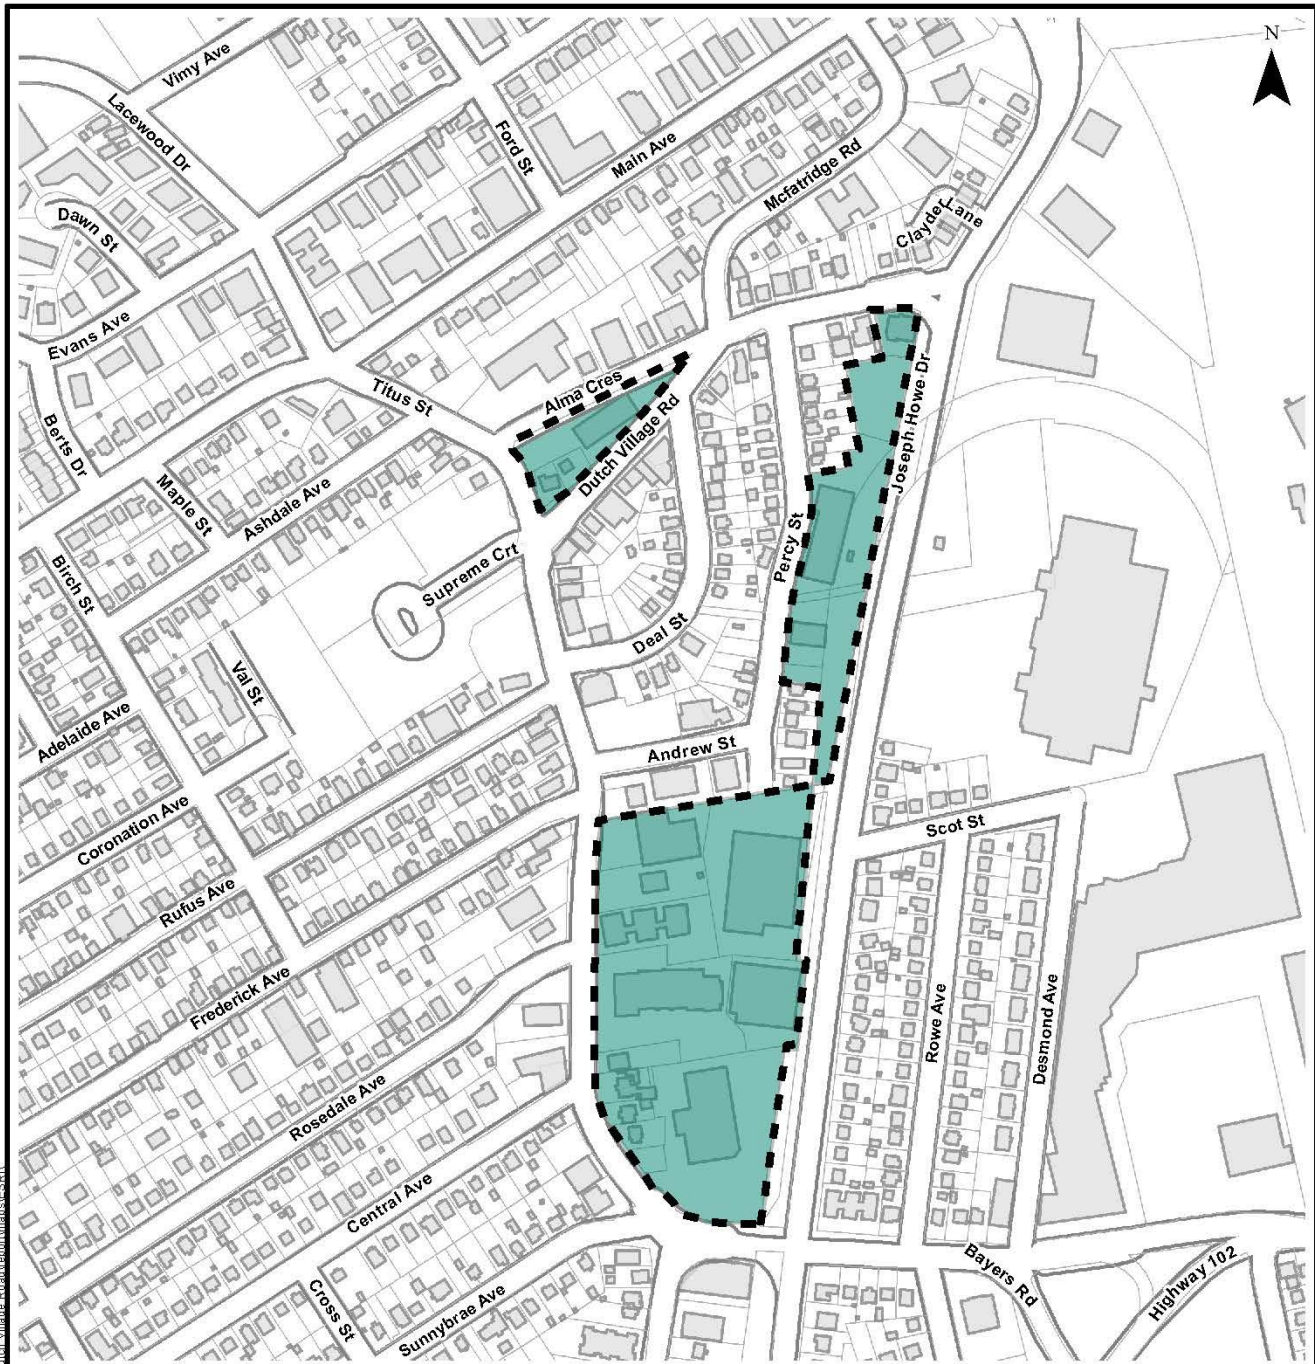 N
Vimy Ave
Lacewood Dr
Ford St
Main Ave
Mcfatridge Rd
Dawn St
Clayden Lane
Evans Ave
Titus St
Alma Cres
Dutch Village Rd
Joseph Howe Dr
Berts Dr
Maple St
Ashdale Ave
Percy St
Birch St
Supreme Crt
Deal St
Val St
Adelaide Ave
Andrew St
Coronation Ave
Scot St
Rufus Ave
Frederick Ave
Rowe Ave
Desmond Ave
Rosedale Ave
Central Ave
Bayers Rd
Highway 102
Cross St
Sunnybrae Ave